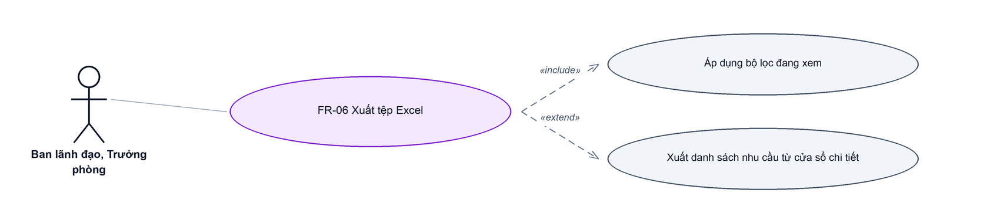 Áp dụng bộ lọc đang xem
«include»
FR-06 Xuất tệp Excel
«extend»
Ban lãnh đạo, Trưởng
phòng
Xuất danh sách nhu cầu từ cửa sổ chi tiết